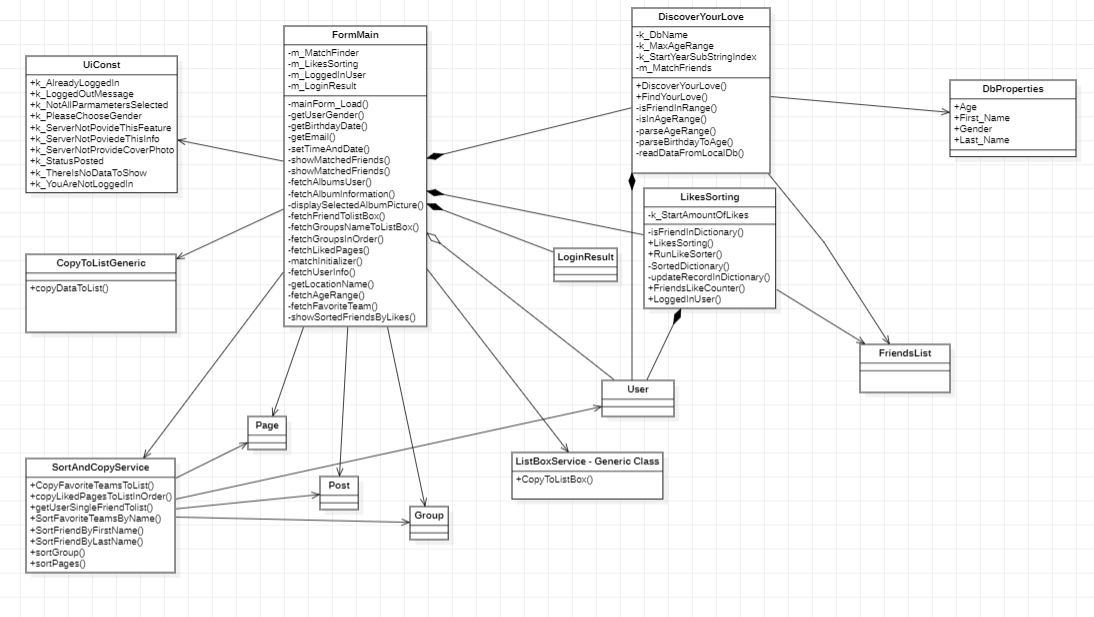 UiConst
+k_AlreadyLoggedIn
+k_LoggedOutMessage
+k_NotAllParmametersSelected
+k_PleaseChooseGender
+k_ServerNotPovideThisFeature
+k_ServerNotPoviedeThisInfo
+k_ServerNotProvideCoverPhoto
+k_StatusPosted
+k_ThereIsNoDataToShow
+k_YouAreNotLoggedIn
FormMain
-m_MatchFinder
-m_LikesSorting
-m_LoggedInUser
-m_LoginResult
-mainForm_Load()
-getUserGender()
-getBirthdayDate()
-getEmail()
-setTimeAndDate()
-showMatchedFriends()
-showMatchedFriends()
-fetchAlbumsUser()
-fetchAlbumInformation()
-displaySelectedAlbumPicture()
-fetchFriendTolistBox()
-fetchGroupsNameToListBox()
-fetchGroupsInOrder()
-fetchLikedPages()
-matchInitializer()
-fetchUserInfo()
-getLocationName()
-fetchAgeRange()
-fetchFavoriteTeam()
-showSortedFriendsByLikes()
DiscoverYourLove
-k_DbName
-k_MaxAgeRange
-k_StartYearSubStringIndex
-m_MatchFriends
+DiscoverYourLove()
+FindYourLove()
-isFriendInRange()
-isInAgeRange()
-parseAgeRange()
-parseBirthdayToAge()
-readDataFromLocalDb()
DbProperties
+Age
+First_Name
+Gender
+Last_Name
LikesSorting
-k_StartAmountOfLikes
-isFriendInDictionary()
+LikesSorting()
+RunLikeSorter()
-SortedDictionary()
-updateRecordInDictionary()
+FriendsLikeCounter()
+LoggedInUser()
CopyToListGeneric
+copyDataToList()
LoginResult
FriendsList
User
Page
ListBoxService - Generic Class
+CopyToListBox()
SortAndCopyService
+CopyFavoriteTeamsToList()
+copyLikedPagesToListInOrder()
+getUserSingleFriendTolist()
+SortFavoriteTeamsByName()
+SortFriendByFirstName()
+SortFriendByLastName()
+sortGroup()
+sortPages()
Post
Group